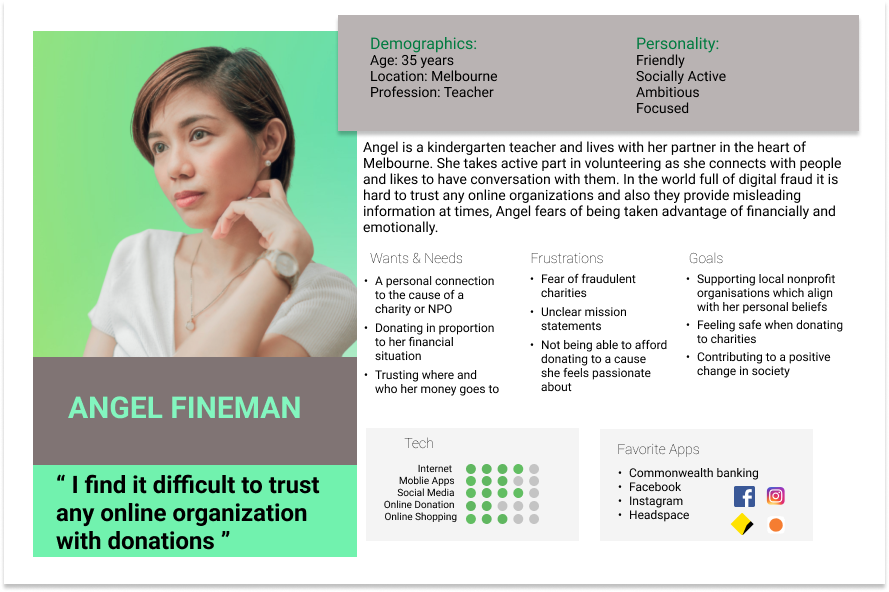 Demographics:
Age: 35 years
Location: Melbourne
Profession: Teacher
Personality:
Friendly
Socially Active
Ambitious
Focused
Angel is a kindergarten teacher and lives with her partner in the heart of
Melbourne. She takes active part in volunteering as she connects with people
and likes to have conversation with them. In the world full of digital fraud it is
hard to trust any online organizations and also they provide misleading
information at times, Angel fears of being taken advantage of financially and
emotionally.
Wants & Needs
• A personal connection
to the cause of a
charity or NPO
• Donating in proportion
to her financial
situation
• Trusting where and
who her money goes to
Frustrations
• Fear of fraudulent
charities
• Unclear mission
statements
• Not being able to afford
donating to a cause
she feels passionate
about
Goals
• Supporting local nonprofit
organisations which align
with her personal beliefs
• Feeling safe when donating
to charities
• Contributing to a positive
change in society
ANGEL FINEMAN
“ I find it difficult to trust
any online organization
with donations ”
Tech
Internet
Moblie Apps
Social Media
Online Donation
Online Shopping
Favorite Apps
• Commonwealth banking
• Facebook
• Instagram
• Headspace